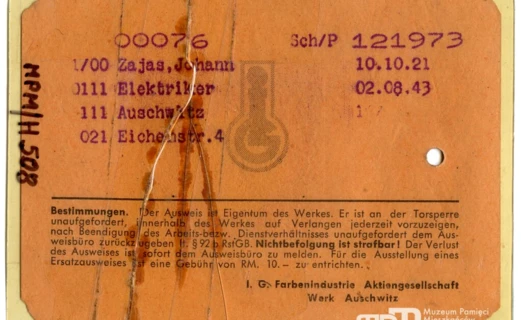 00076 Sch/P 121973
1/00 Zajas,Johann 10.10.21
0111 Elektriker 02.08.43
111 Auschwitz 1
021 Eichenstr.4
MPM/H 508
Bestimmungen. Der Ausweis ist Eigentum des Werkes. Er ist an der Torsperre
unaufgefordert, innerhalb des Werkes auf Verlangen jederzeit vorzuzeigen,
nach Beendigung des Arbeits-bezw. Dienstverhältnisses unaufgefordert dem Aus-
weisbüro zurückzugeben lt. § 92b RStGB. Nichtbefolgung ist strafbar! Der Verlust
des Ausweises ist sofort dem Ausweisbüro zu melden. Für die Ausstellung eines
Ersatzausweises ist eine Gebühr von RM. 10.– zu entrichten.
I. G. Farbenindustrie Aktiengesellschaft
Werk Auschwitz
Muzeum Pamięci